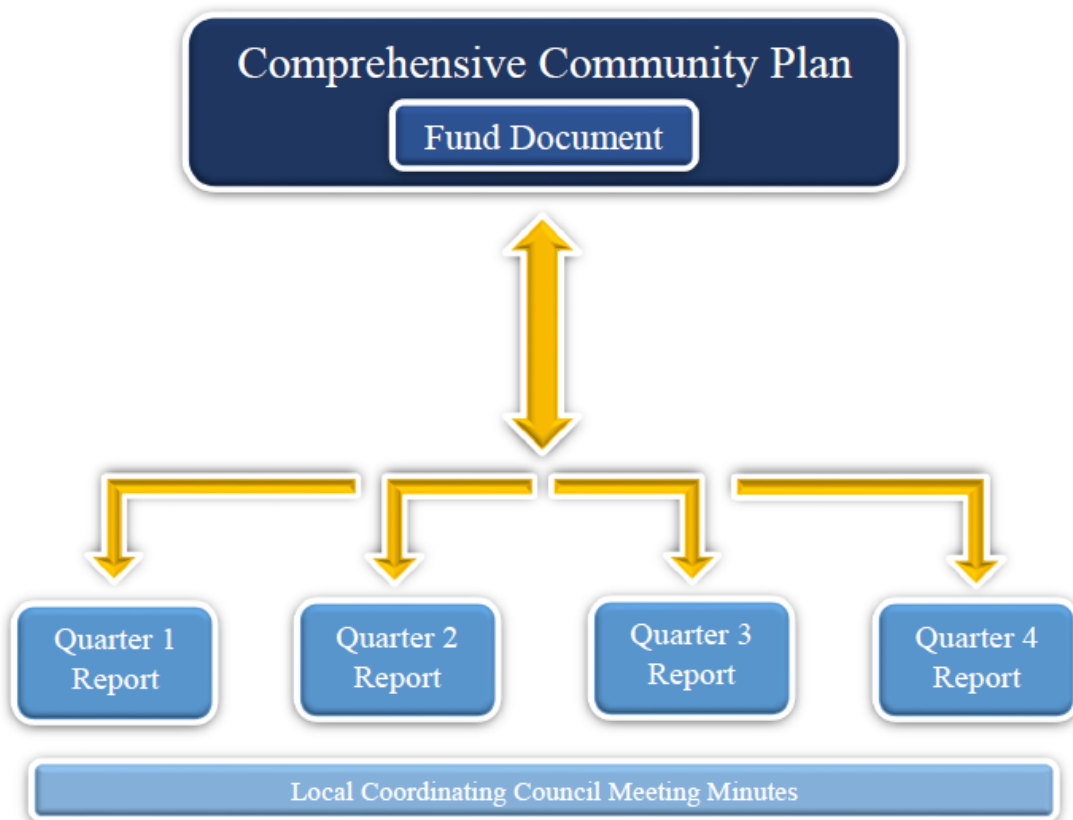 Comprehensive Community Plan
Fund Document
Quarter 1
Report
Quarter 2
Report
Quarter 3
Report
Quarter 4
Report
Local Coordinating Council Meeting Minutes